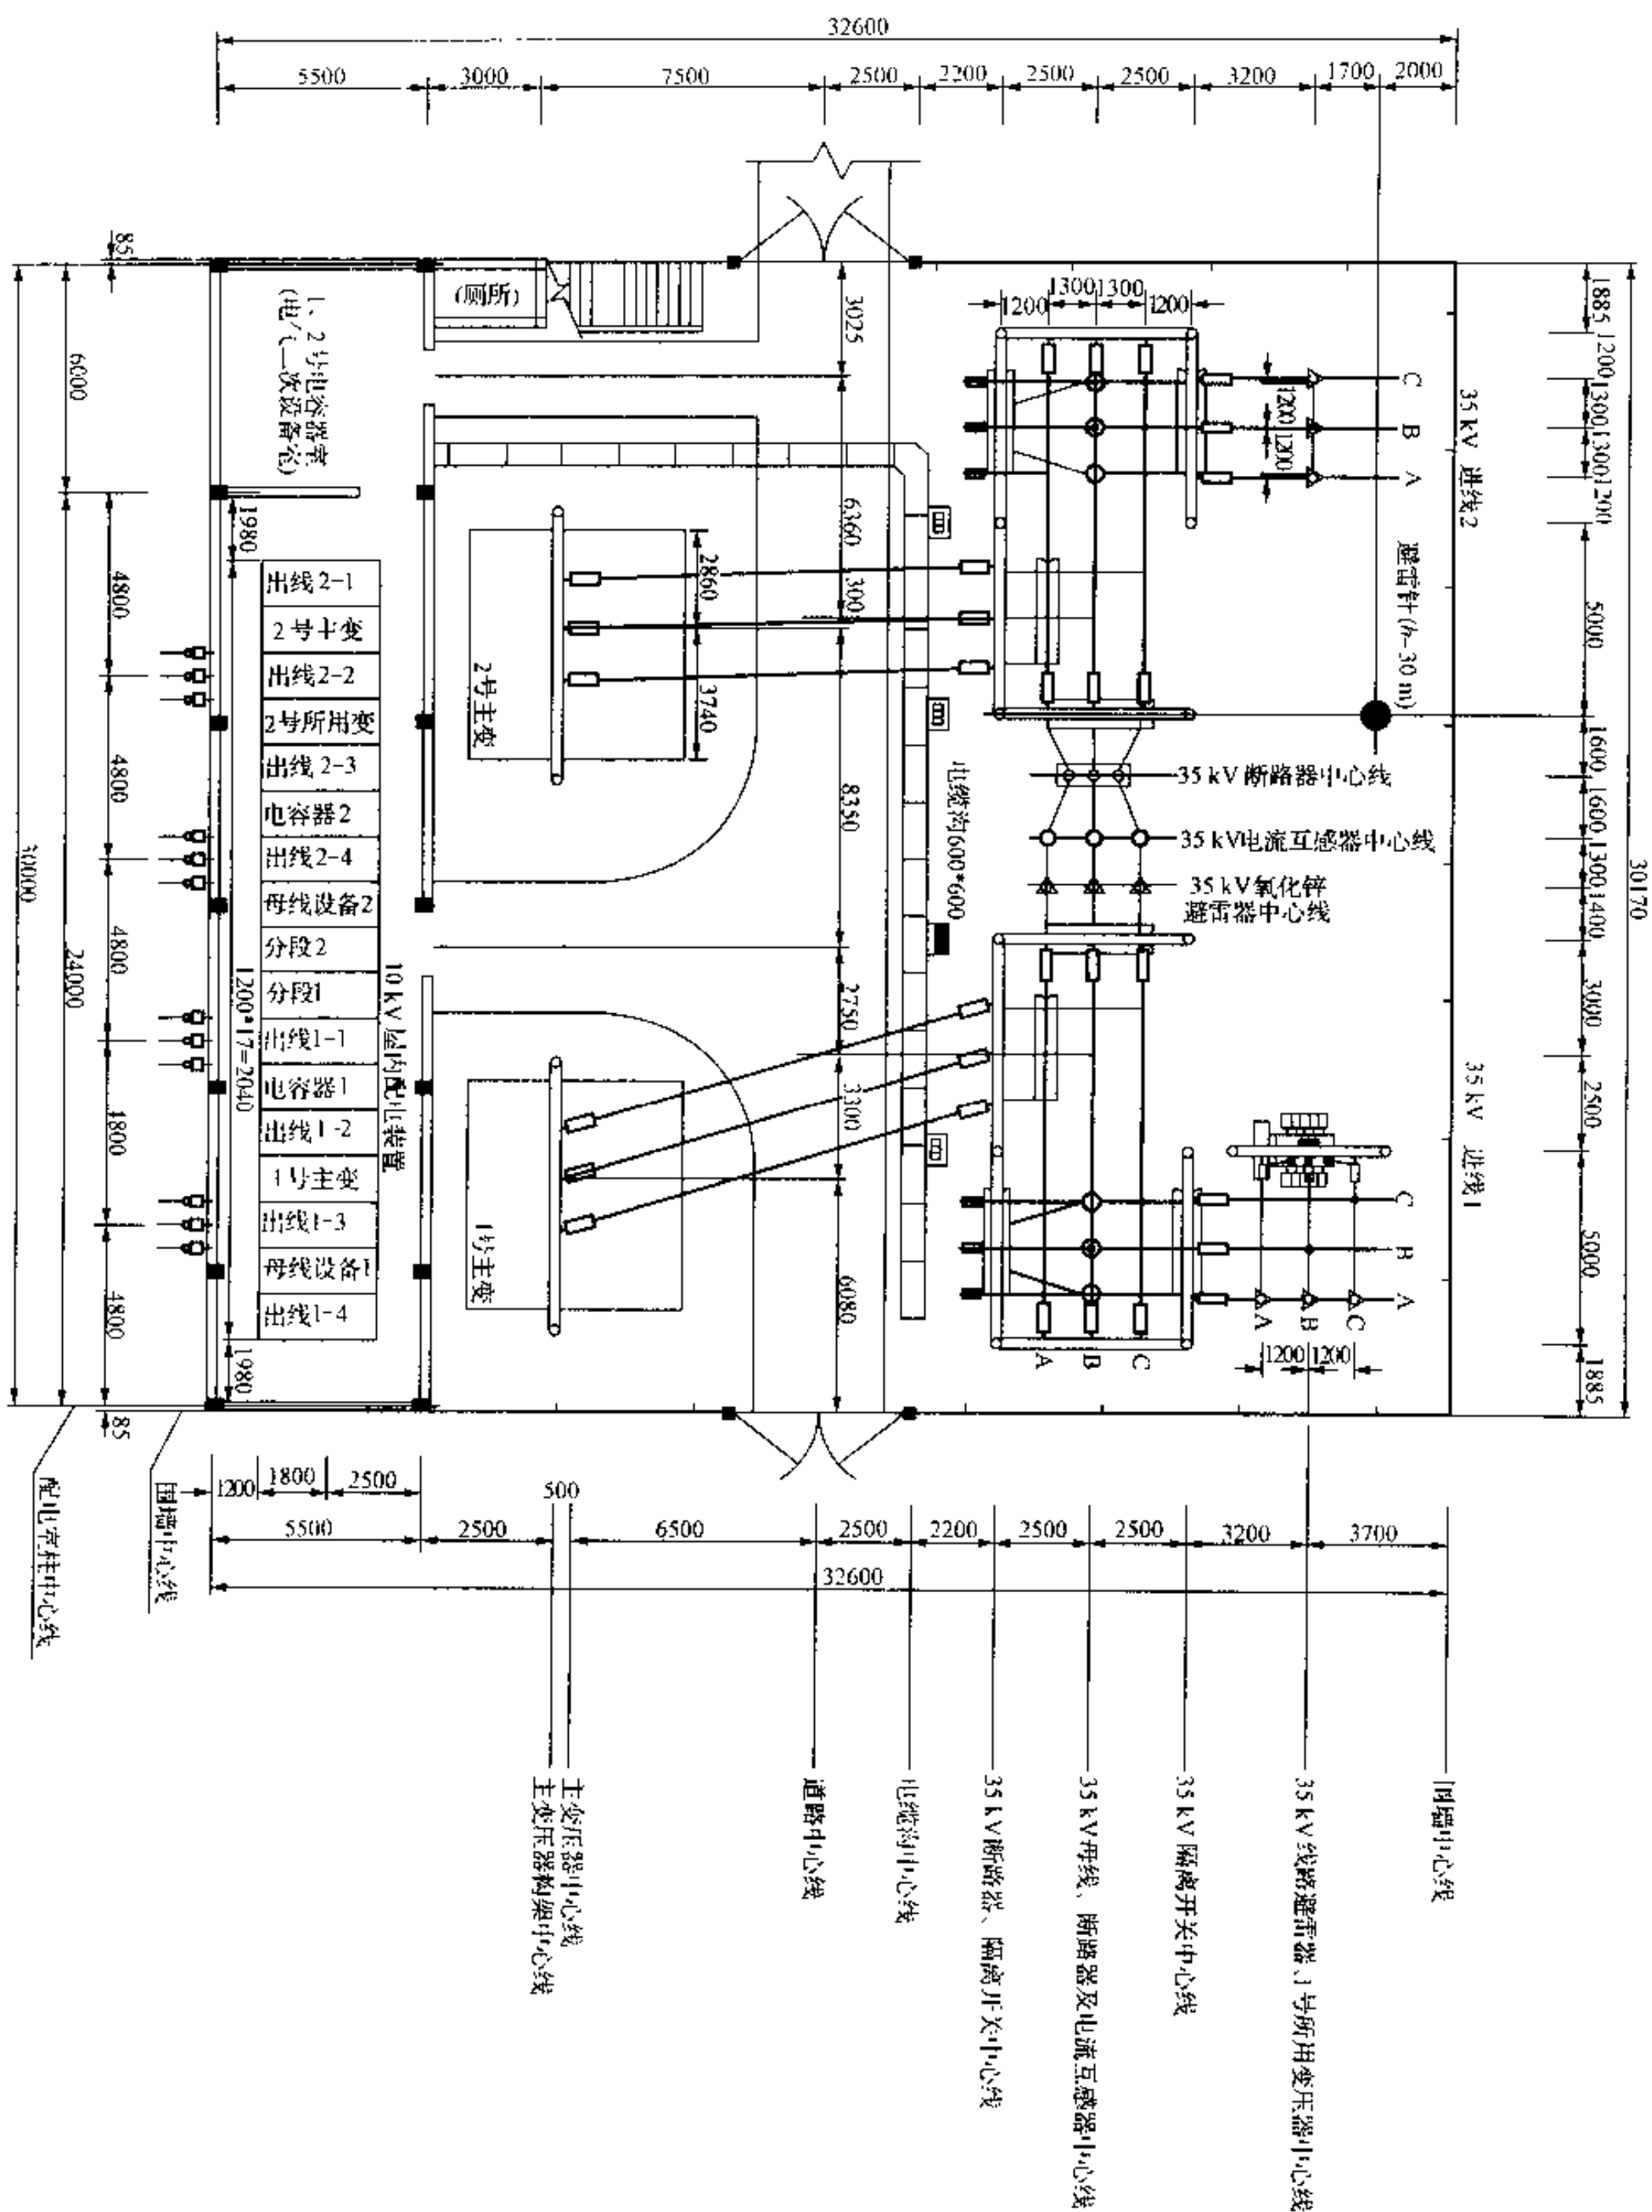 32600
5500
3000
7500
2500
2200
2500
2500
3200
1700
2000
85
(厕所)
1、2号电容器室
(电气二次设备室)
3025
1200
1300
1300
1200
1885
1200
1300
1300
1200
C
B
A
1200
1200
35 kV 进线2
避雷针(h-30 m)
6000
1980
4800
4800
4800
4800
4800
24000
30000
出线2-1
2号主变
出线2-2
2号所用变
出线2-3
电容器2
出线2-4
母线设备2
分段2
分段1
出线1-1
电容器1
出线1-2
1号主变
出线1-3
母线设备1
出线1-4
1200*17=2040
10 kV 屋内配电装置
1980
85
2号主变
2860
3740
6360
300
8350
2750
3300
6080
1号主变
电缆沟600*600
35 kV 断路器中心线
35 kV电流互感器中心线
35 kV氧化锌
避雷器中心线
5000
1600
1600
1300
1400
3000
2500
5000
1885
30170
35 kV 进线1
C
B
A
A
B
C
1200
1200
A
B
C
1200
1800
2500
500
5500
2500
6500
2500
2200
2500
2500
3200
3700
32600
配电室柱中心线
围墙中心线
主变压器构架中心线
主变压器中心线
道路中心线
电缆沟中心线
35 kV断路器、隔离开关中心线
35 kV母线、断路器及电流互感器中心线
35 kV 隔离开关中心线
35 kV线路避雷器、1号所用变压器中心线
围墙中心线